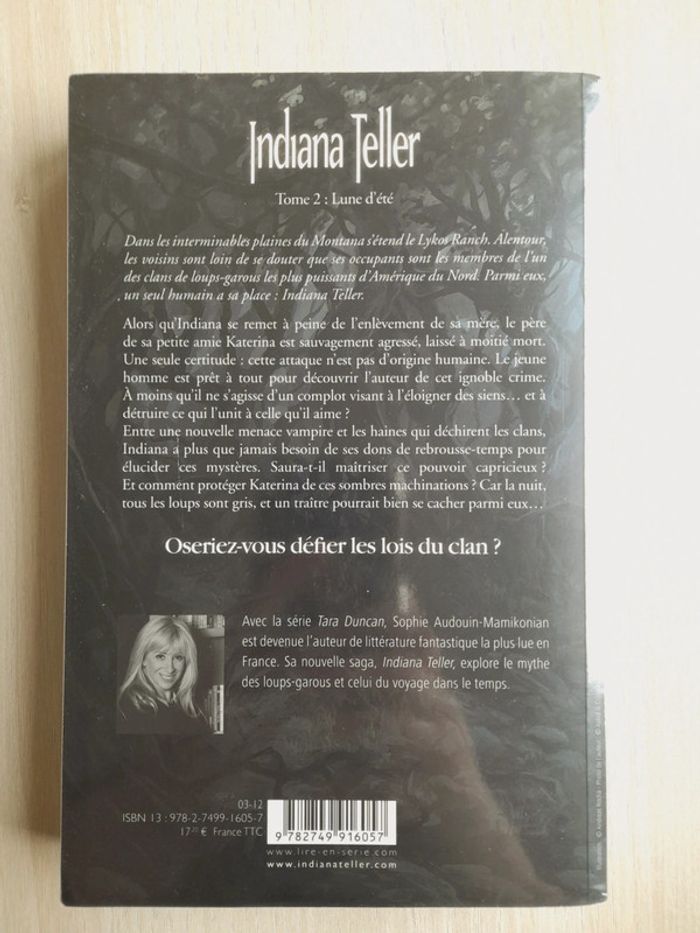 Indiana Teller
Tome 2 : Lune d'été
Dans les interminables plaines du Montana s'étend le Lykos Ranch. Alentour,
les voisins sont loin de se douter que ses occupants sont les membres de l'un
des clans de loups-garous les plus puissants d'Amérique du Nord. Parmi eux,
un seul humain a sa place : Indiana Teller.
Alors qu'Indiana se remet à peine de l'enlèvement de sa mère, le père
de sa petite amie Katerina est sauvagement agressé, laissé à moitié mort.
Une seule certitude : cette attaque n'est pas d'origine humaine. Le jeune
homme est prêt à tout pour découvrir l'auteur de cet ignoble crime.
À moins qu'il ne s'agisse d'un complot visant à l'éloigner des siens… et à
détruire ce qui l'unit à celle qu'il aime ?
Entre une nouvelle menace vampire et les haines qui déchirent les clans,
Indiana a plus que jamais besoin de ses dons de rebrousse-temps pour
élucider ces mystères. Saura-t-il maîtriser ce pouvoir capricieux ?
Et comment protéger Katerina de ces sombres machinations ? Car la nuit,
tous les loups sont gris, et un traître pourrait bien se cacher parmi eux…
Oseriez-vous défier les lois du clan ?
Avec la série Tara Duncan, Sophie Audouin-Mamikonian
est devenue l'auteur de littérature fantastique la plus lue en
France. Sa nouvelle saga, Indiana Teller, explore le mythe
des loups-garous et celui du voyage dans le temps.
03-12
ISBN 13 : 978-2-7499-1605-7
17,25 € France TTC
9 782749 916057
www.lire-en-serie.com
www.indianateller.com